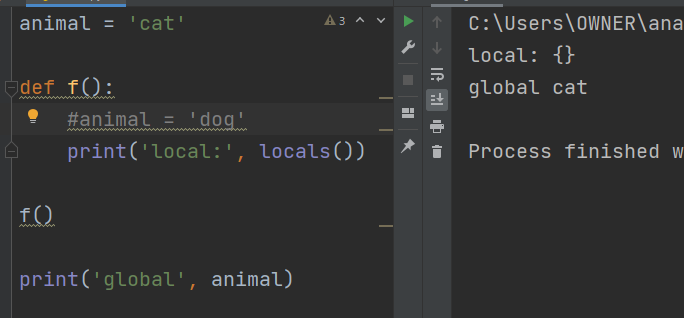 animal = 'cat'
3
def f():
#animal = 'dog'
print('local:', locals())
f()
print('global', animal)
C:\Users\OWNER\ana
local: {}
global cat
Process finished w